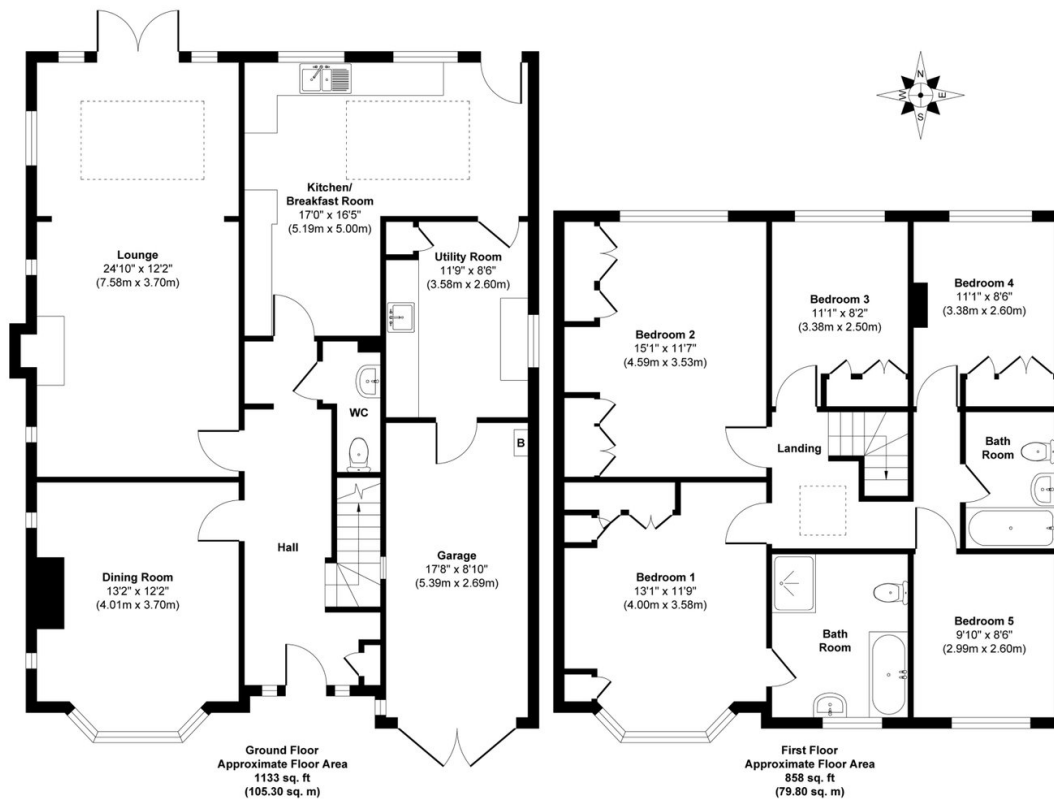 N
W
E
S
Kitchen/
Breakfast Room
17'0" x 16'5"
(5.19m x 5.00m)
Lounge
24'10" x 12'2"
(7.58m x 3.70m)
Utility Room
11'9" x 8'6"
(3.58m x 2.60m)
WC
B
Hall
Garage
17'8" x 8'10"
(5.39m x 2.69m)
Dining Room
13'2" x 12'2"
(4.01m x 3.70m)
Ground Floor
Approximate Floor Area
1133 sq. ft
(105.30 sq. m)
Bedroom 2
15'1" x 11'7"
(4.59m x 3.53m)
Bedroom 3
11'1" x 8'2"
(3.38m x 2.50m)
Bedroom 4
11'1" x 8'6"
(3.38m x 2.60m)
Landing
Bath
Room
Bedroom 1
13'1" x 11'9"
(4.00m x 3.58m)
Bath
Room
Bedroom 5
9'10" x 8'6"
(2.99m x 2.60m)
First Floor
Approximate Floor Area
858 sq. ft
(79.80 sq. m)